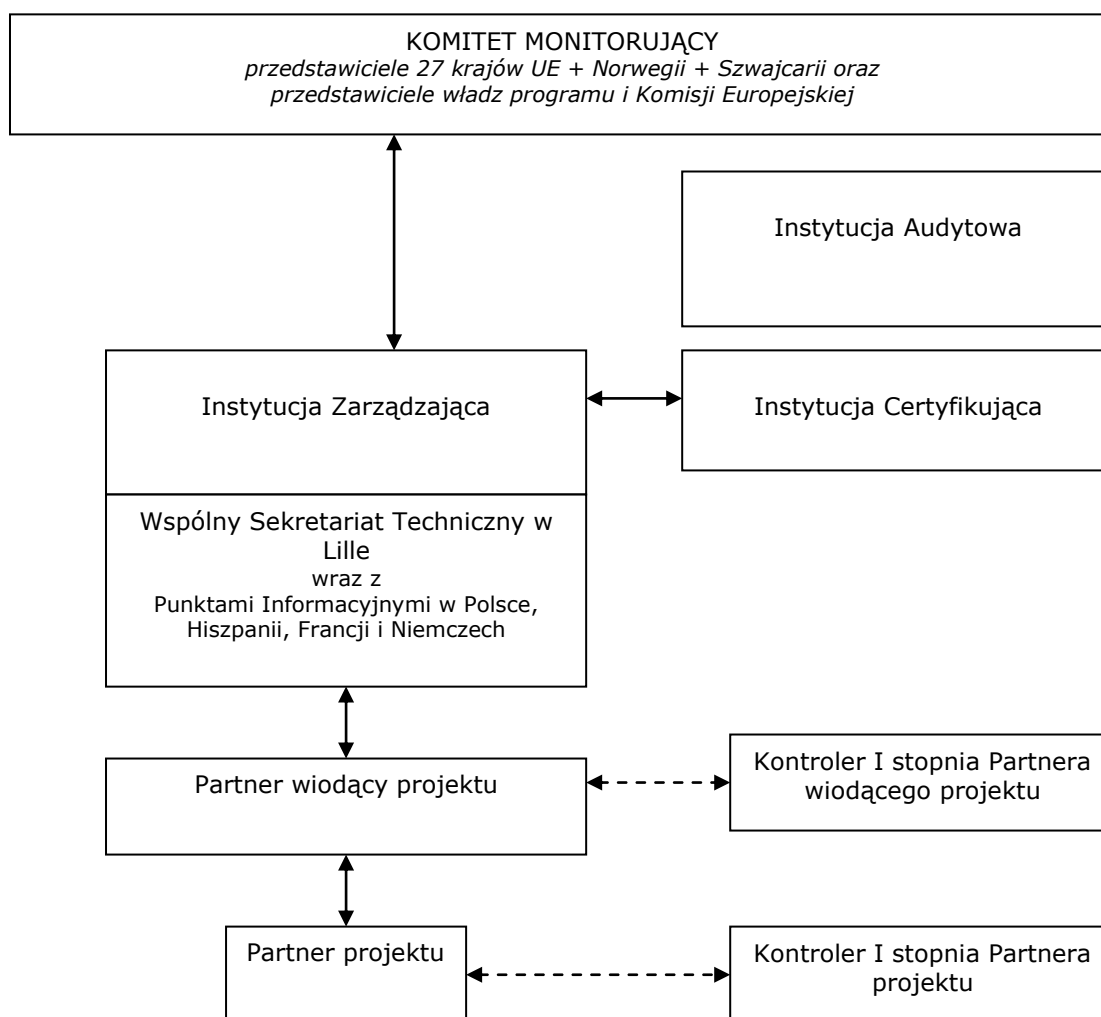 KOMITET MONITORUJĄCY
przedstawiciele 27 krajów UE + Norwegii + Szwajcarii oraz
przedstawiciele władz programu i Komisji Europejskiej
Instytucja Audytowa
Instytucja Zarządzająca
Instytucja Certyfikująca
Wspólny Sekretariat Techniczny w
Lille
wraz z
Punktami Informacyjnymi w Polsce,
Hiszpanii, Francji i Niemczech
Partner wiodący projektu
Kontroler I stopnia Partnera
wiodącego projektu
Partner projektu
Kontroler I stopnia Partnera
projektu